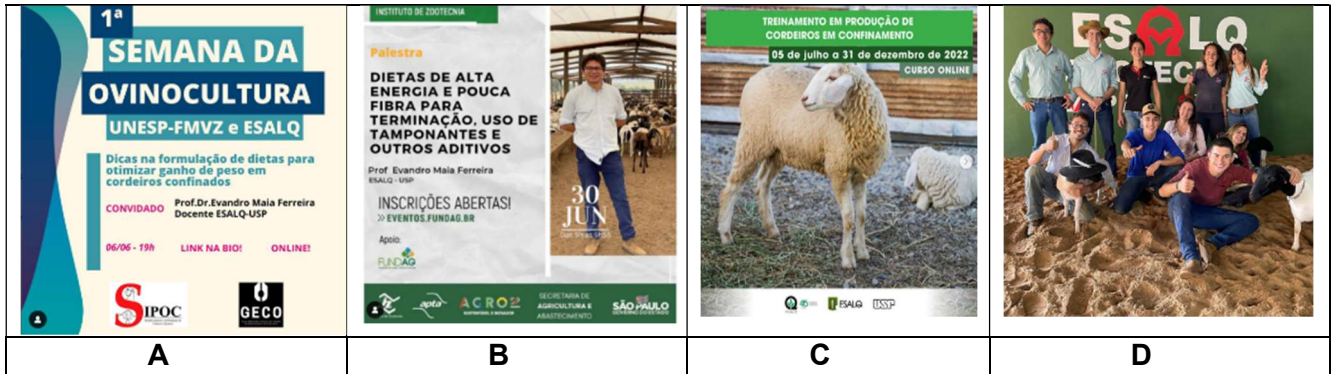 1ª
SEMANA DA
OVINOCULTURA
UNESP-FMVZ e ESALQ
Dicas na formulação de dietas para
otimizar ganho de peso em
cordeiros confinados
CONVIDADO
Prof.Dr.Evandro Maia Ferreira
Docente ESALQ-USP
06/06 - 19h LINK NA BIO! ONLINE!
SIPOC
GECO
A
INSTITUTO DE ZOOTECNIA
Palestra
DIETAS DE ALTA
ENERGIA E POUCA
FIBRA PARA
TERMINAÇÃO, USO DE
TAMPONANTES E
OUTROS ADITIVOS
Prof Evandro Maia Ferreira
ESALQ - USP
INSCRIÇÕES ABERTAS!
>> EVENTOS.FUNDAG.BR
Apoio:
FUNDAG
30
JUN
apta
ACRO
SECRETARIA DE
AGRICULTURA E
ABASTECIMENTO
SÃO PAULO
GOVERNO DO ESTADO
B
TREINAMENTO EM PRODUÇÃO DE
CORDEIROS EM CONFINAMENTO
05 de julho a 31 de dezembro de 2022
CURSO ONLINE
ESALQ
USP
C
ESALQ
D